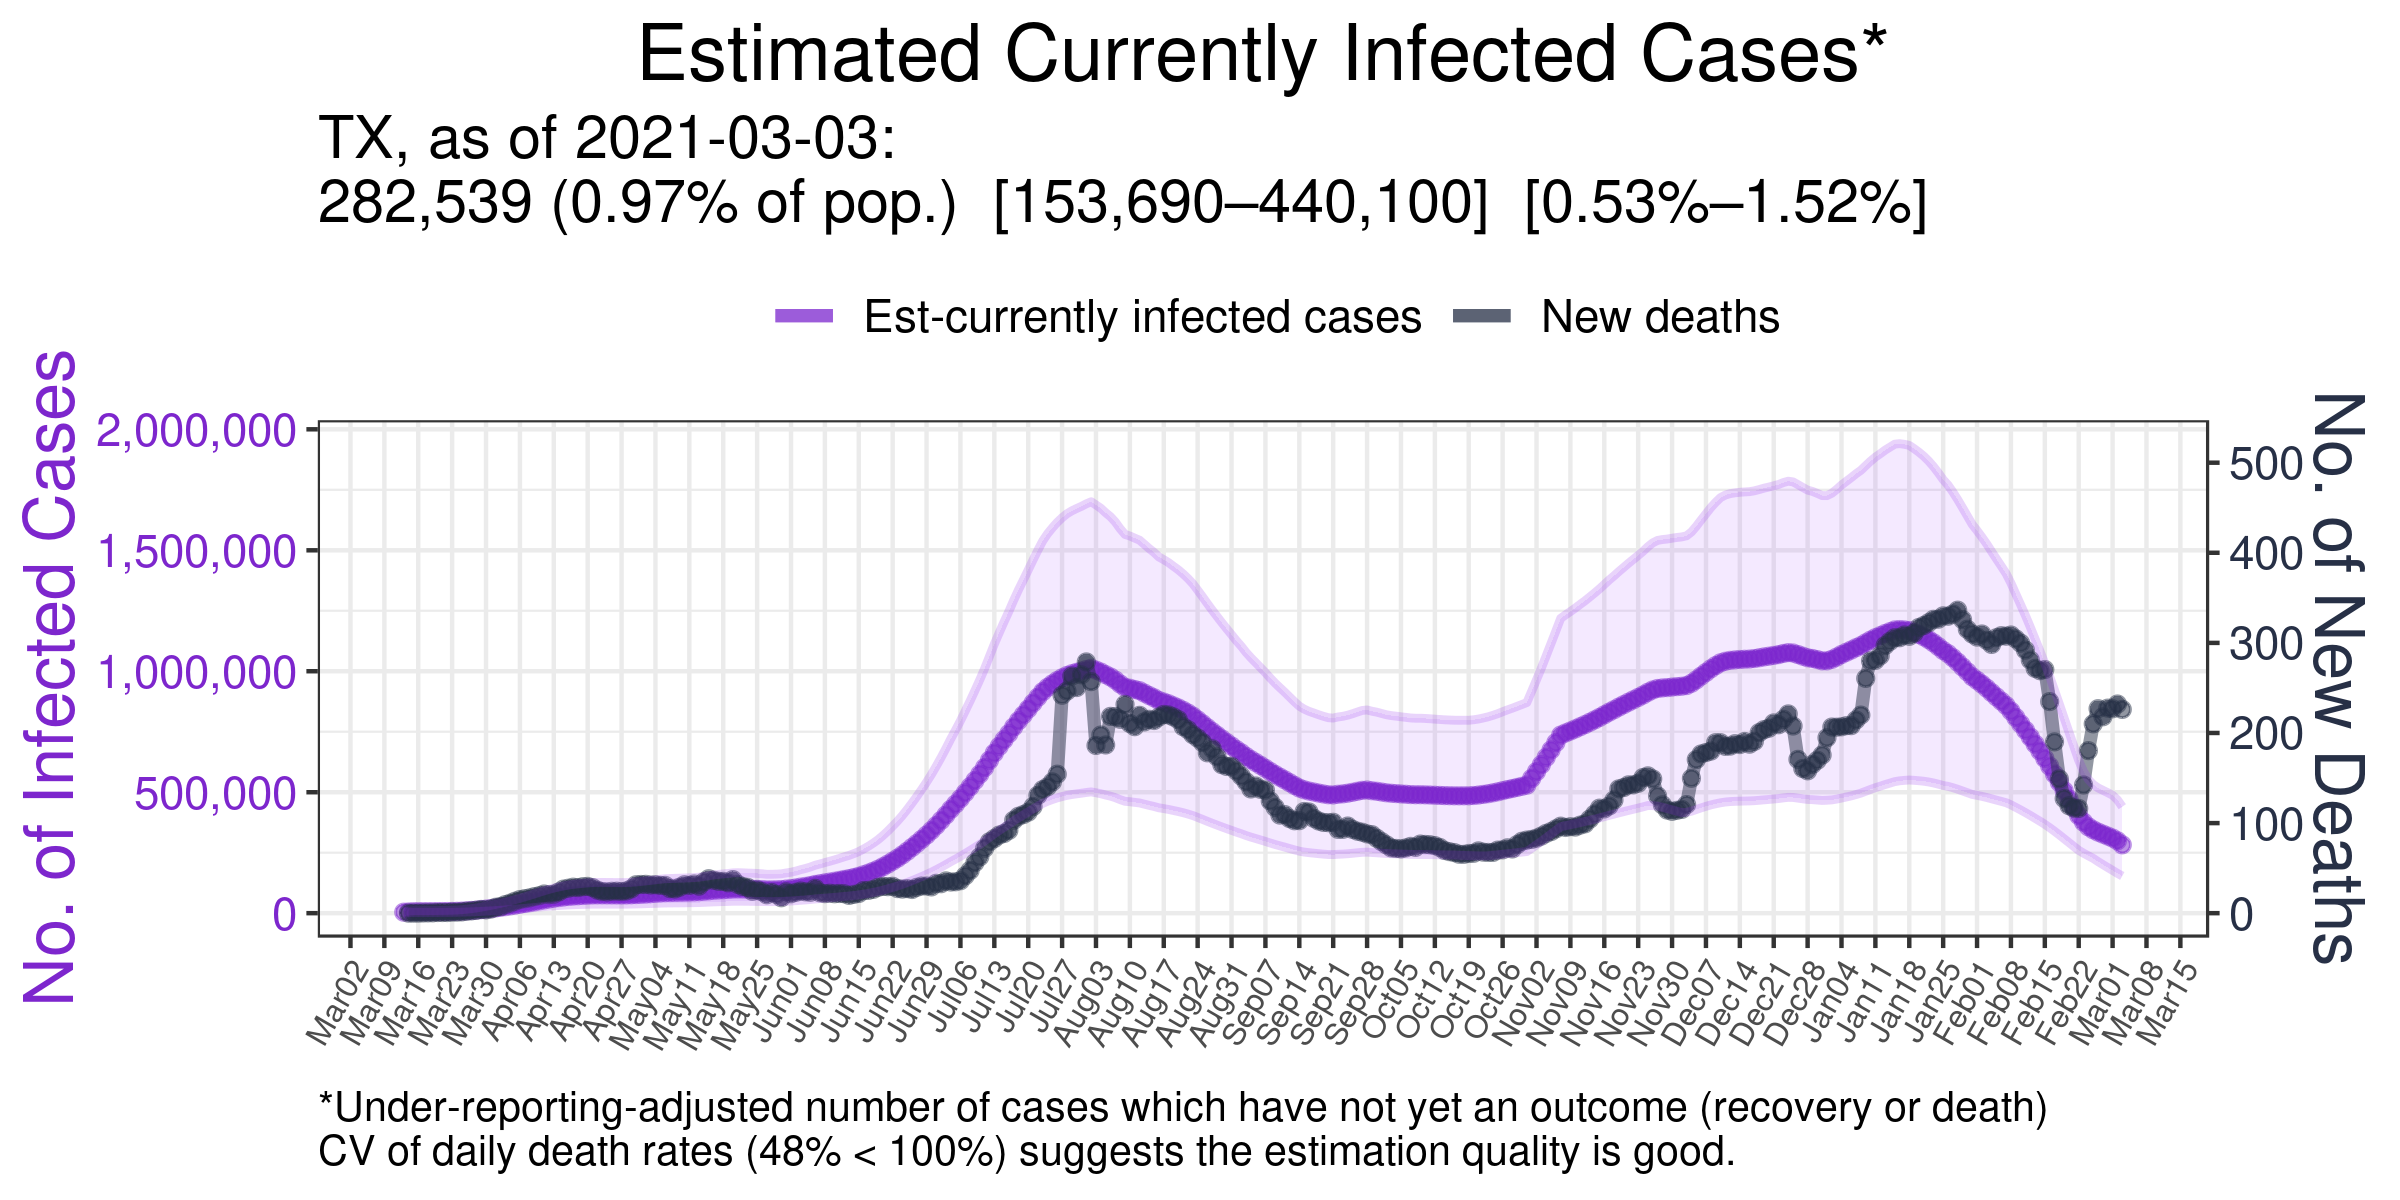 Estimated Currently Infected Cases*
TX, as of 2021-03-03:
282,539 (0.97% of pop.) [153,690–440,100] [0.53%–1.52%]
Est-currently infected cases New deaths
No. of Infected Cases
2,000,000
1,500,000
1,000,000
500,000
0
500
400
300
200
100
0
No. of New Deaths
Mar02 Mar09 Mar16 Mar23 Mar30 Apr06 Apr13 Apr20 Apr27 May04 May11 May18 May25 Jun01 Jun08 Jun15 Jun22 Jun29 Jul06 Jul13 Jul20 Jul27 Aug03 Aug10 Aug17 Aug24 Aug31 Sep07 Sep14 Sep21 Sep28 Oct05 Oct12 Oct19 Oct26 Nov02 Nov09 Nov16 Nov23 Nov30 Dec07 Dec14 Dec21 Dec28 Jan04 Jan11 Jan18 Jan25 Feb01 Feb08 Feb15 Feb22 Mar01 Mar08 Mar15
*Under-reporting-adjusted number of cases which have not yet an outcome (recovery or death)
CV of daily death rates (48% < 100%) suggests the estimation quality is good.